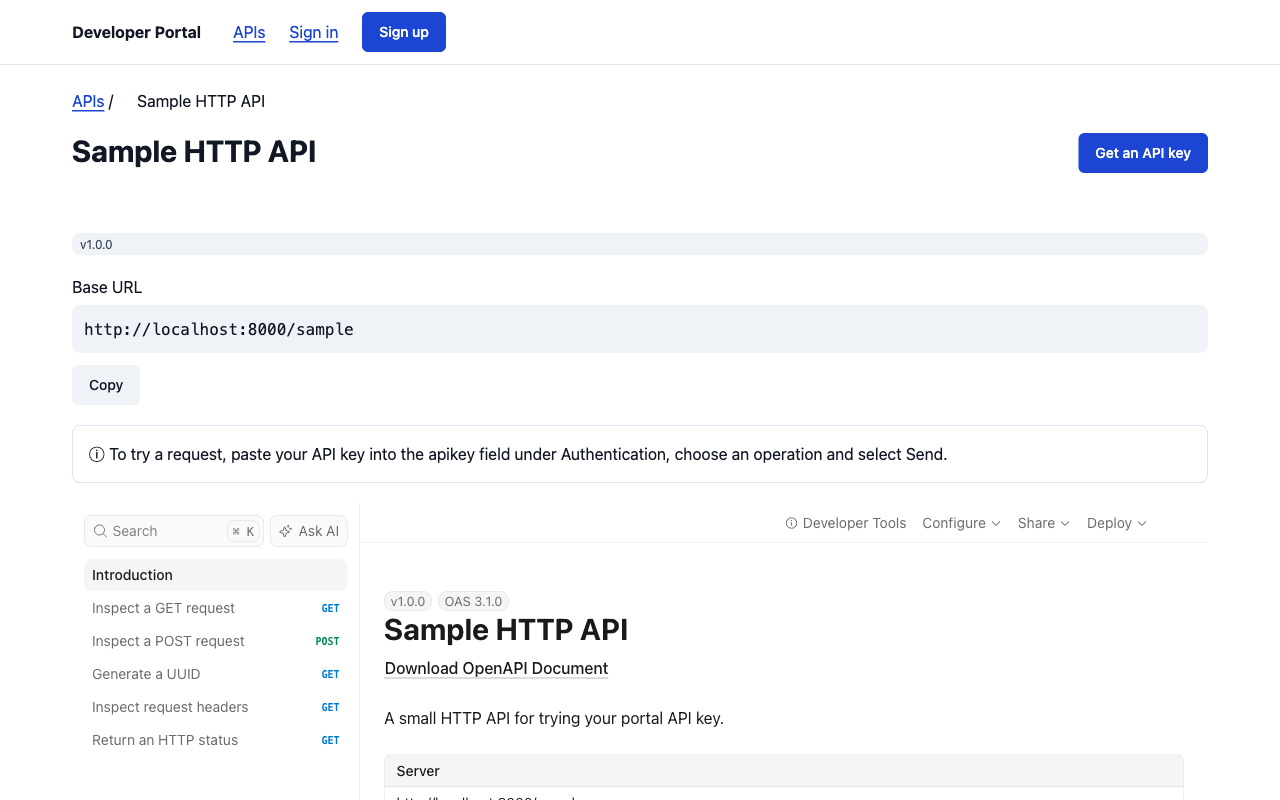 Developer Portal APIs Sign in Sign up
APIs / Sample HTTP API
Sample HTTP API
Get an API key
v1.0.0
Base URL
http://localhost:8000/sample
Copy
ⓘ To try a request, paste your API key into the apikey field under Authentication, choose an operation and select Send.
Search ⌘ K Ask AI
Introduction
Inspect a GET request GET
Inspect a POST request POST
Generate a UUID GET
Inspect request headers GET
Return an HTTP status GET
Developer Tools Configure Share Deploy
v1.0.0 OAS 3.1.0
Sample HTTP API
Download OpenAPI Document
A small HTTP API for trying your portal API key.
Server